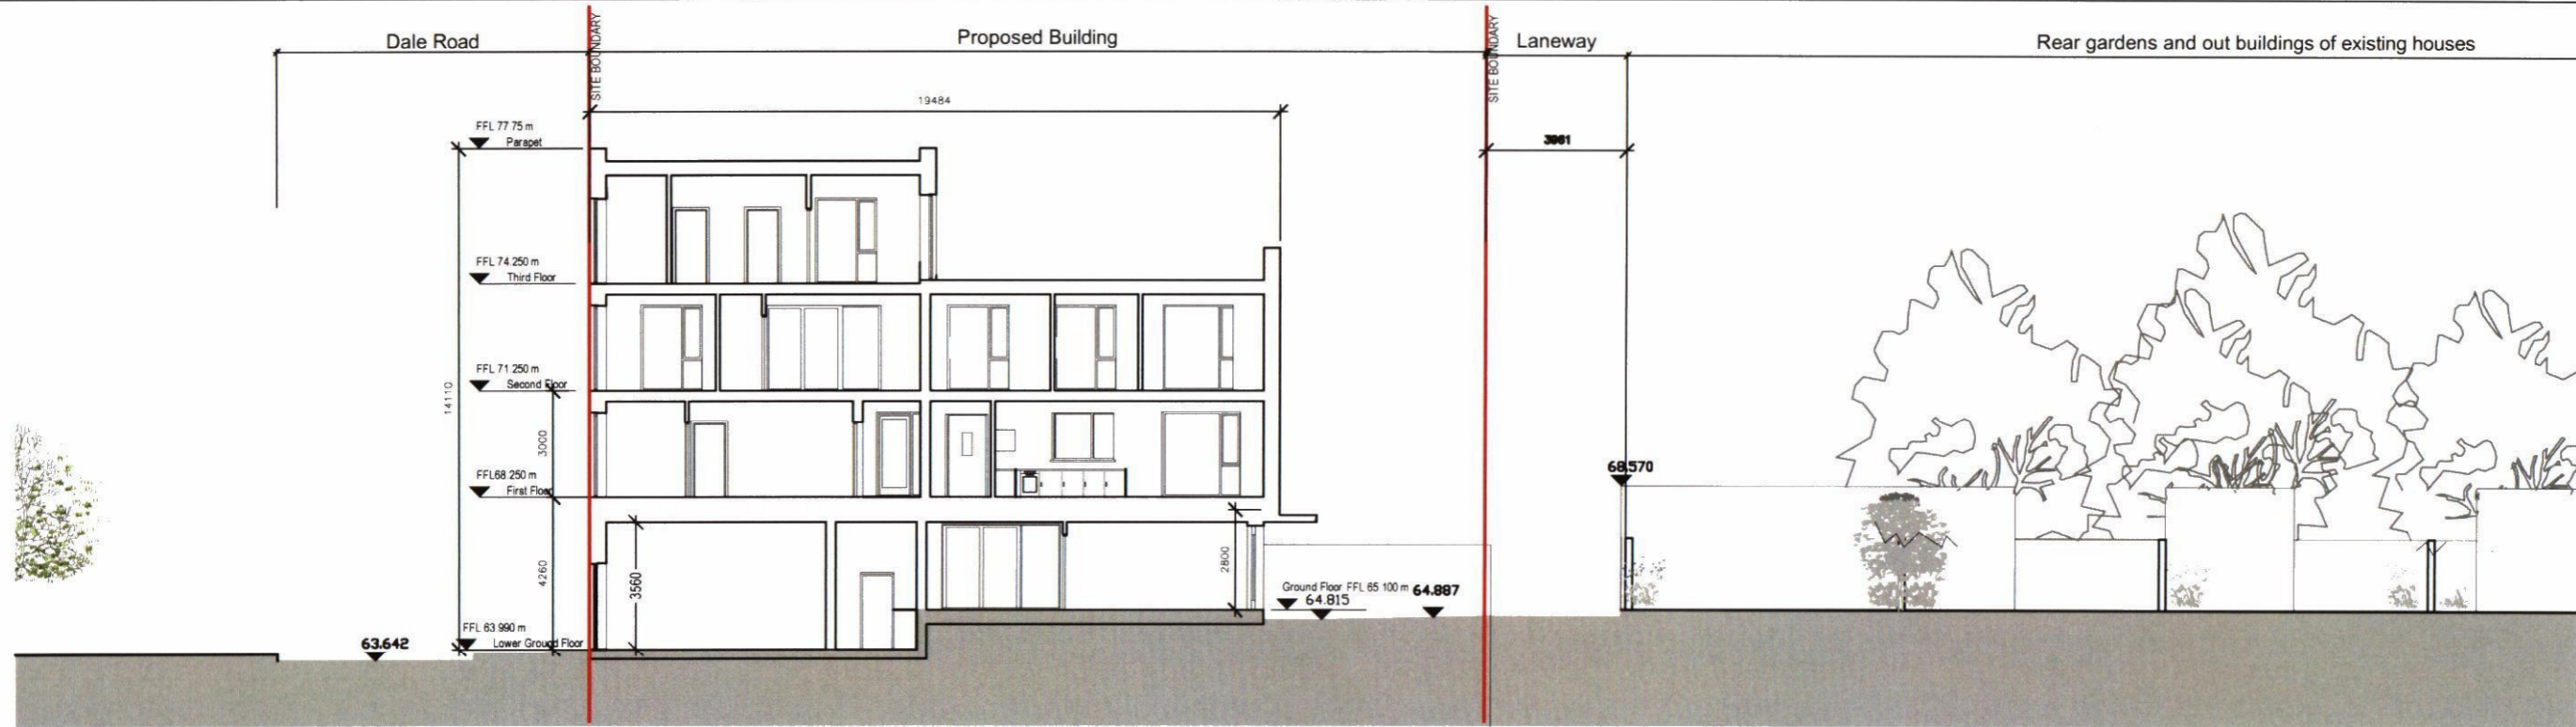 Dale Road
SITE BOUNDARY
Proposed Building
SITE BOUNDARY
Laneway
Rear gardens and out buildings of existing houses
19484
FFL 77 75 m
Parapet
FFL 74.250 m
Third Floor
FFL 71.250 m
Second Floor
14110
3000
FFL68 250 m
First Floor
68.570
4260
3560
2800
Ground Floor FFL 65 100 m
64.887
64.815
FFL 63 990 m
Lower Ground Floor
63.642